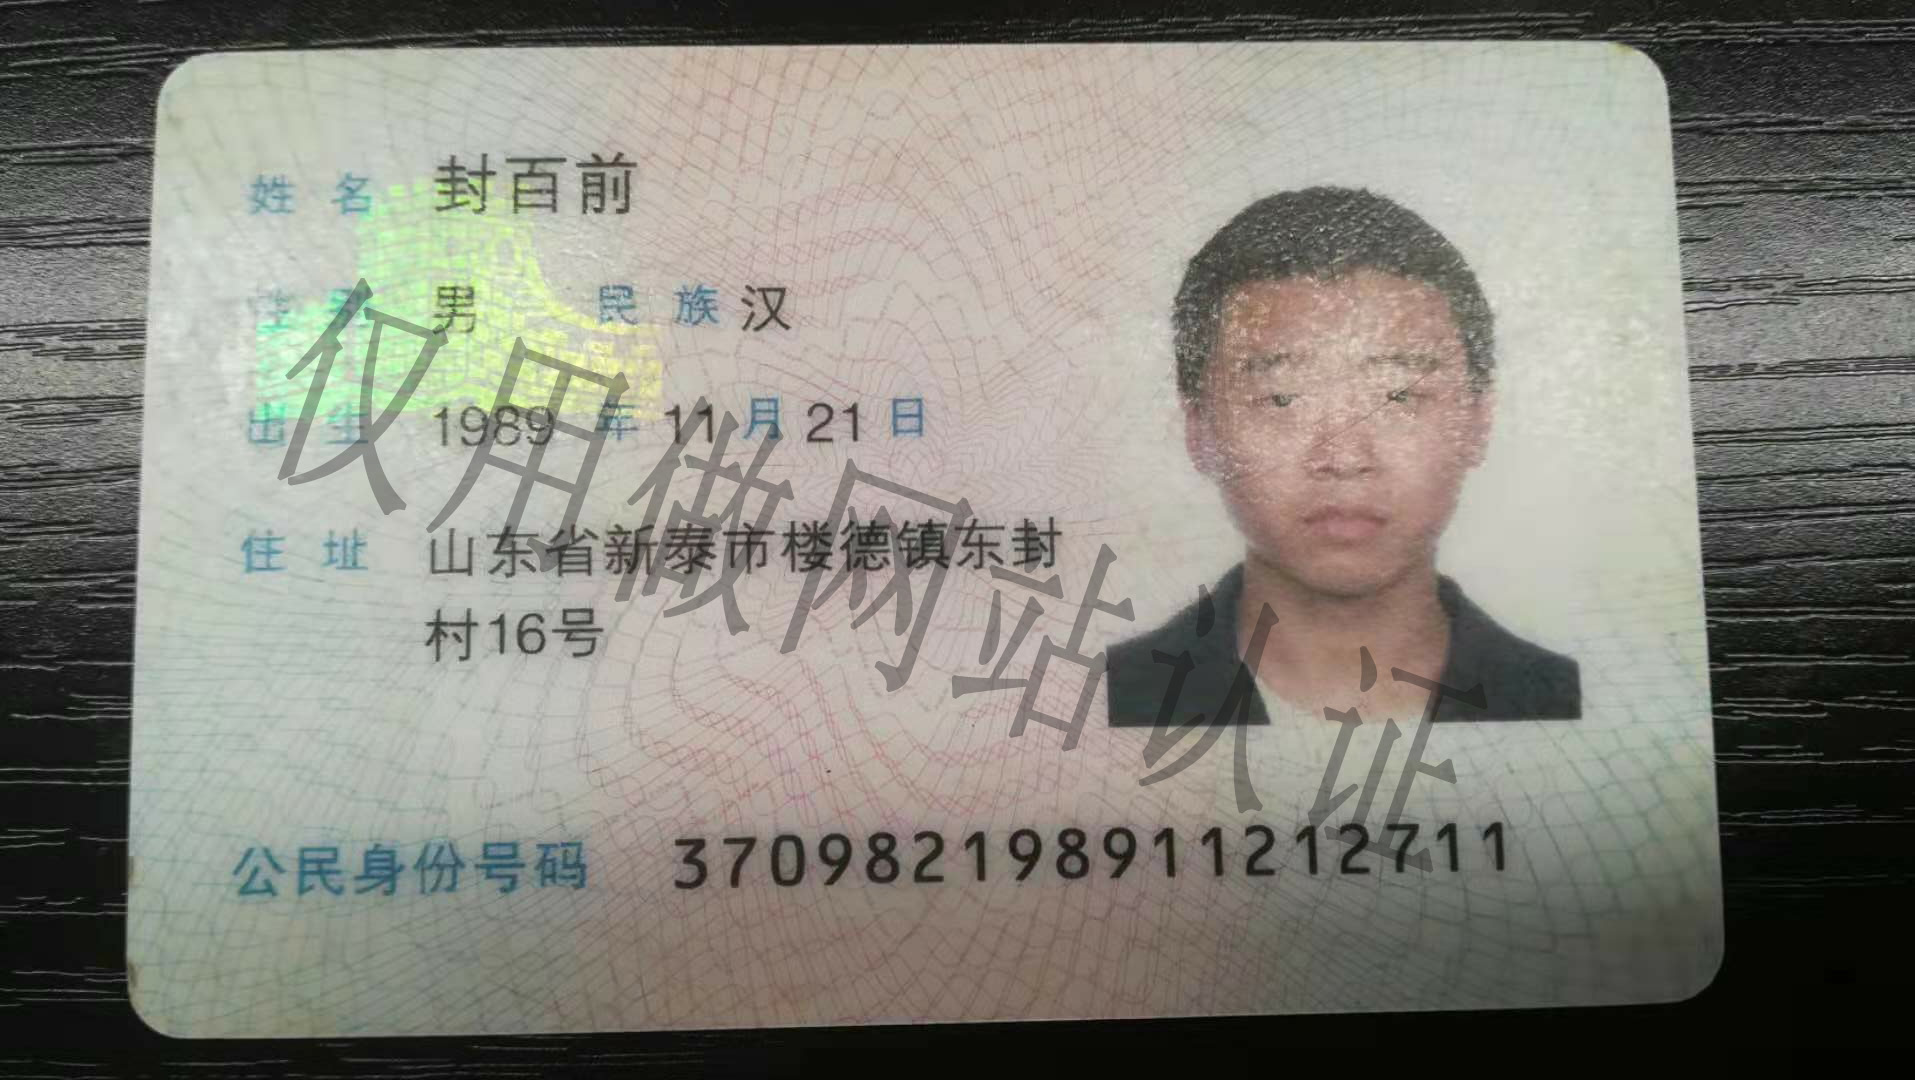 姓名 封百前
性别 男 民族 汉
出生 1989 年 11 月 21 日
住址 山东省新泰市楼德镇东封
村16号
公民身份号码 370982198911212711
仅用做网站认证